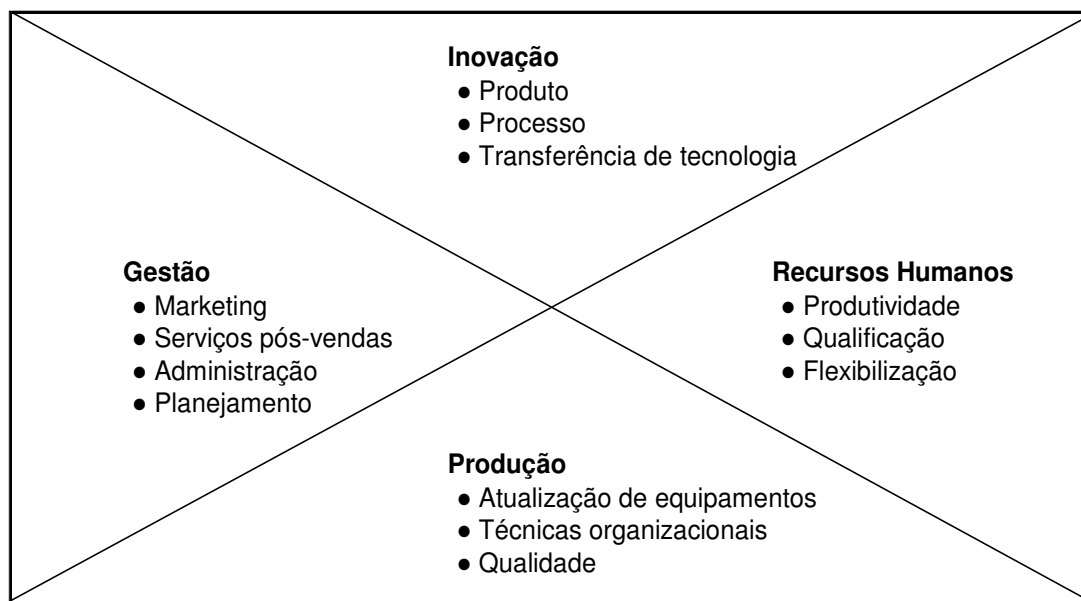 Inovação
● Produto
● Processo
● Transferência de tecnologia
Gestão
● Marketing
● Serviços pós-vendas
● Administração
● Planejamento
Recursos Humanos
● Produtividade
● Qualificação
● Flexibilização
Produção
● Atualização de equipamentos
● Técnicas organizacionais
● Qualidade